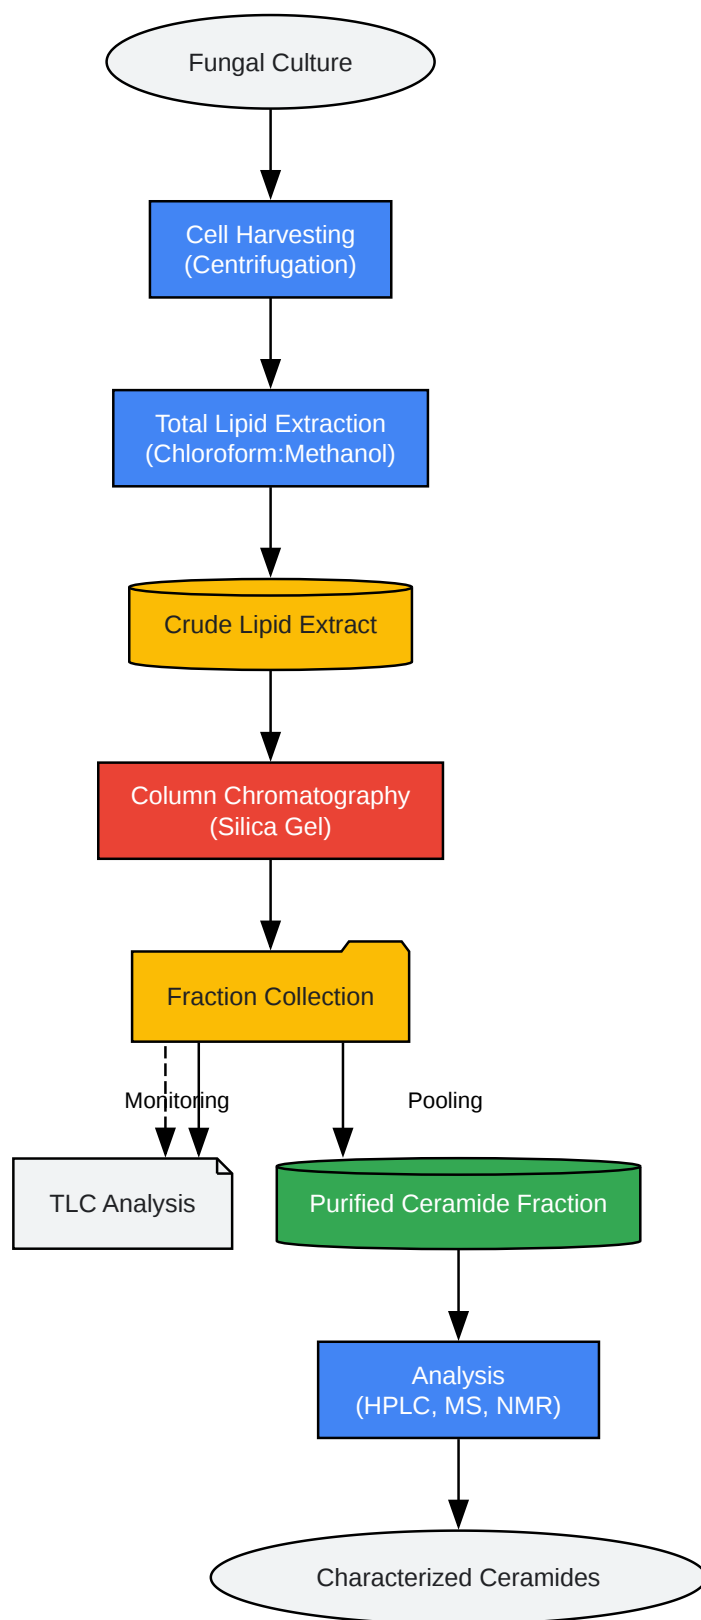 Fungal Culture
Cell Harvesting
(Centrifugation)
Total Lipid Extraction
(Chloroform:Methanol)
Crude Lipid Extract
Column Chromatography
(Silica Gel)
Fraction Collection
Monitoring
Pooling
TLC Analysis
Purified Ceramide Fraction
Analysis
(HPLC, MS, NMR)
Characterized Ceramides